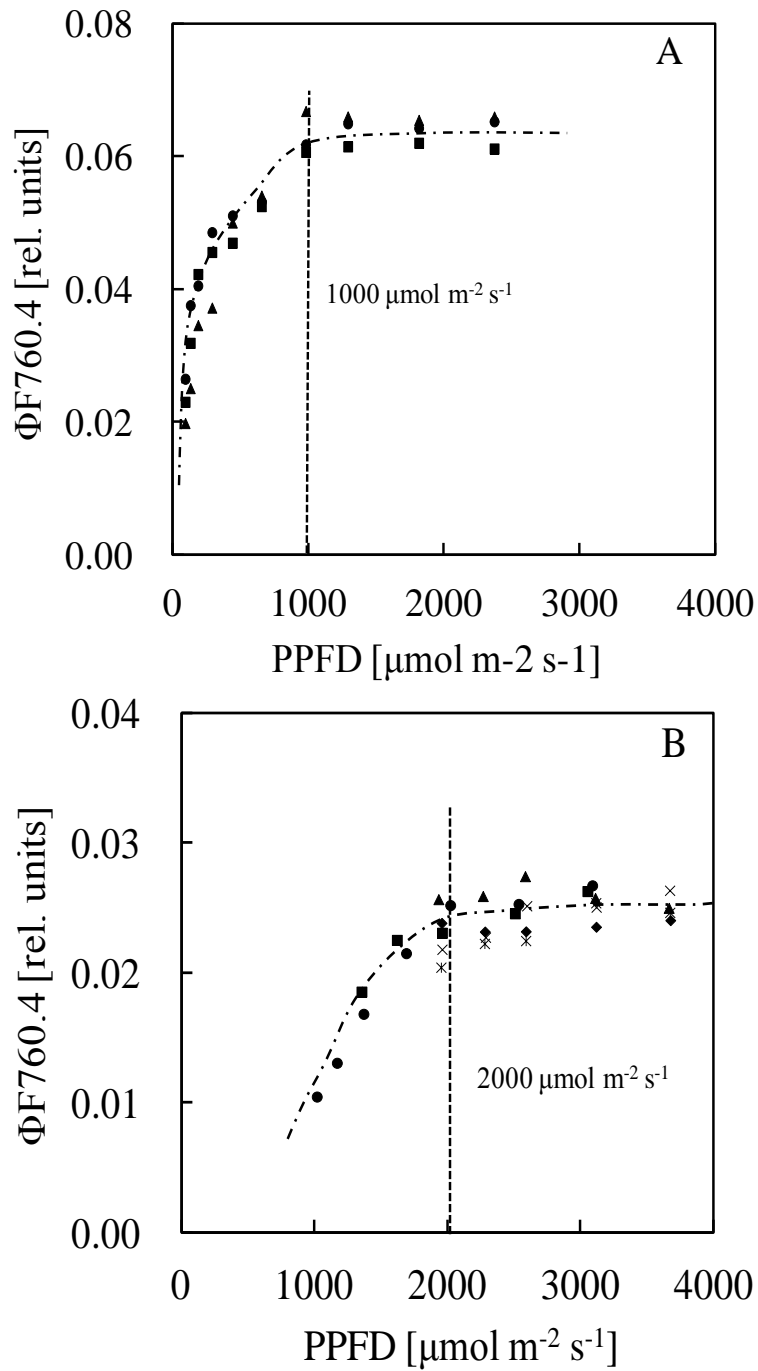 0.08
A
0.06
0.04
1000 μmol m-2 s-1
0.02
0.00
ΦF760.4 [rel. units]
0 1000 2000 3000 4000
PPFD [μmol m-2 s-1]
0.04
B
0.03
0.02
2000 μmol m-2 s-1
0.01
0.00
ΦF760.4 [rel. units]
0 1000 2000 3000 4000
PPFD [μmol m-2 s-1]